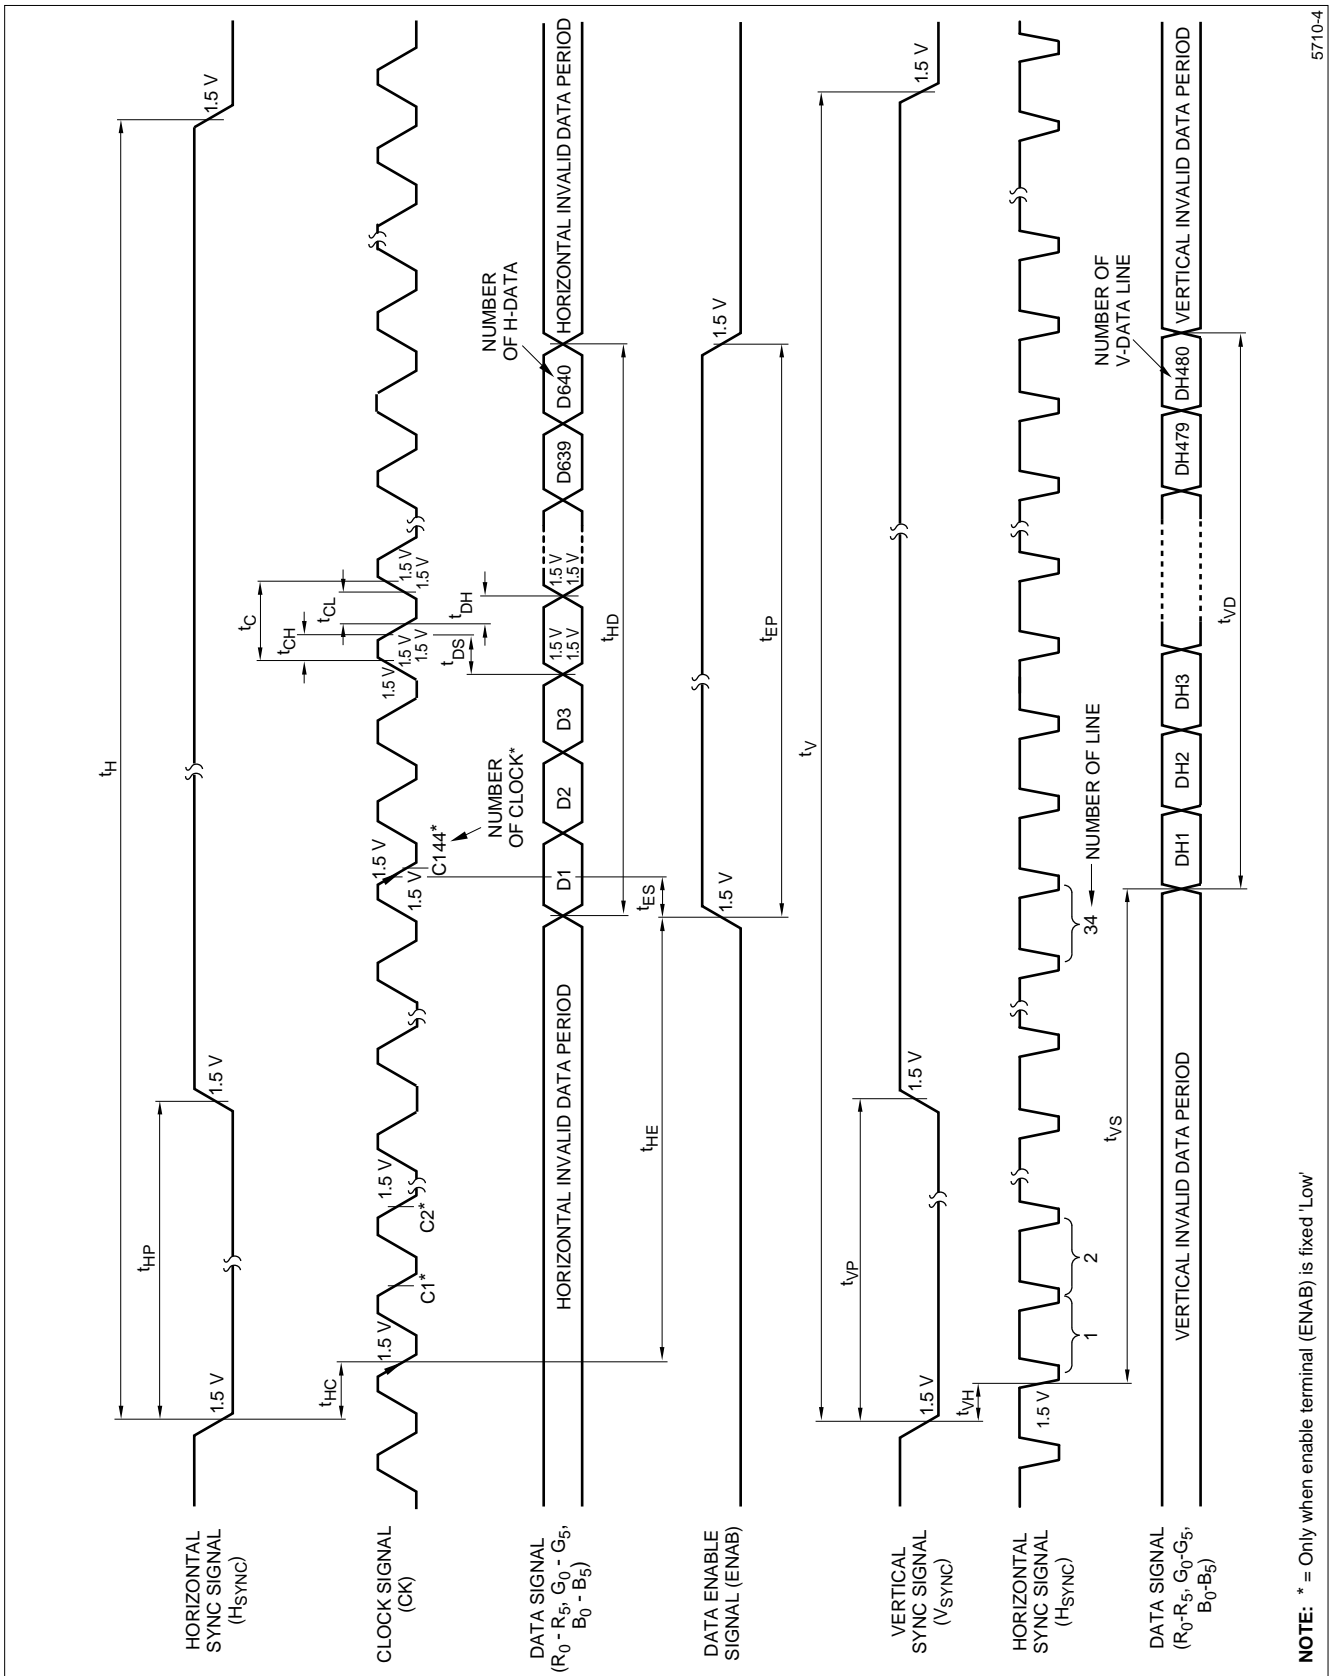 HORIZONTAL
SYNC SIGNAL
(HSYNC)
1.5 V
tHP
1.5 V
tH
1.5 V
CLOCK SIGNAL
(CK)
tHC
1.5 V
C1*
C2*
1.5 V
1.5 V
1.5 V
C144*
NUMBER
OF CLOCK*
1.5 V
1.5 V
1.5 V
tCH
tC
tCL
1.5 V
1.5 V
DATA SIGNAL
(R0 - R5, G0 - G5,
B0 - B5)
HORIZONTAL INVALID DATA PERIOD
D1
D2
D3
tDS
tDH
1.5 V
1.5 V
1.5 V
1.5 V
D639
D640
NUMBER
OF H-DATA
HORIZONTAL INVALID DATA PERIOD
tHD
DATA ENABLE
SIGNAL (ENAB)
tHE
tES
1.5 V
tEP
1.5 V
VERTICAL
SYNC SIGNAL
(VSYNC)
1.5 V
tVP
1.5 V
tV
1.5 V
HORIZONTAL
SYNC SIGNAL
(HSYNC)
tVH
1.5 V
1
2
34
NUMBER OF LINE
DATA SIGNAL
(R0-R5, G0-G5,
B0-B5)
tVS
VERTICAL INVALID DATA PERIOD
DH1
DH2
DH3
tVD
DH479
DH480
NUMBER OF
V-DATA LINE
VERTICAL INVALID DATA PERIOD
NOTE: * = Only when enable terminal (ENAB) is fixed 'Low'
5710-4